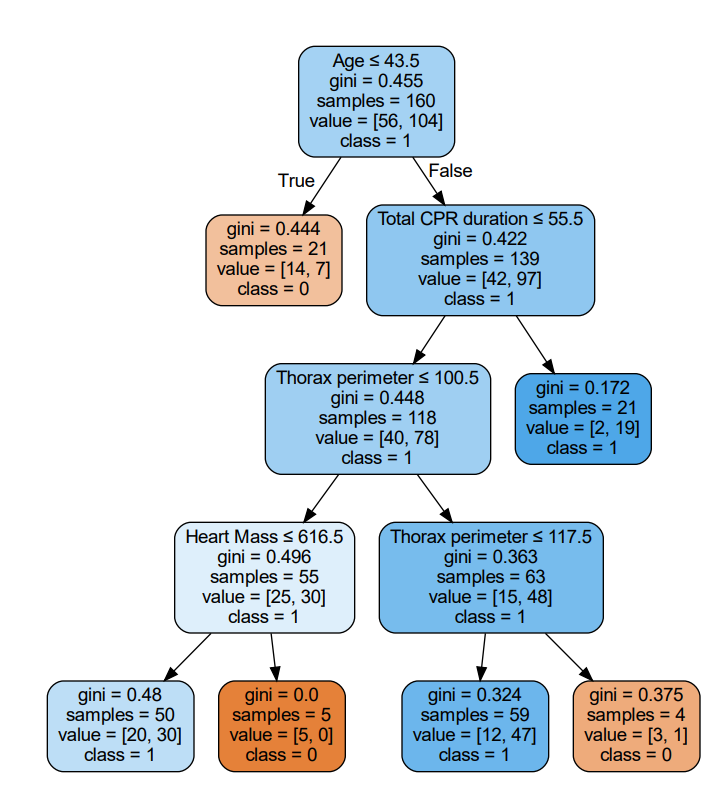 Age ≤ 43.5
gini = 0.455
samples = 160
value = [56, 104]
class = 1
True
False
gini = 0.444
samples = 21
value = [14, 7]
class = 0
Total CPR duration ≤ 55.5
gini = 0.422
samples = 139
value = [42, 97]
class = 1
Thorax perimeter ≤ 100.5
gini = 0.448
samples = 118
value = [40, 78]
class = 1
gini = 0.172
samples = 21
value = [2, 19]
class = 1
Heart Mass ≤ 616.5
gini = 0.496
samples = 55
value = [25, 30]
class = 1
Thorax perimeter ≤ 117.5
gini = 0.363
samples = 63
value = [15, 48]
class = 1
gini = 0.48
samples = 50
value = [20, 30]
class = 1
gini = 0.0
samples = 5
value = [5, 0]
class = 0
gini = 0.324
samples = 59
value = [12, 47]
class = 1
gini = 0.375
samples = 4
value = [3, 1]
class = 0